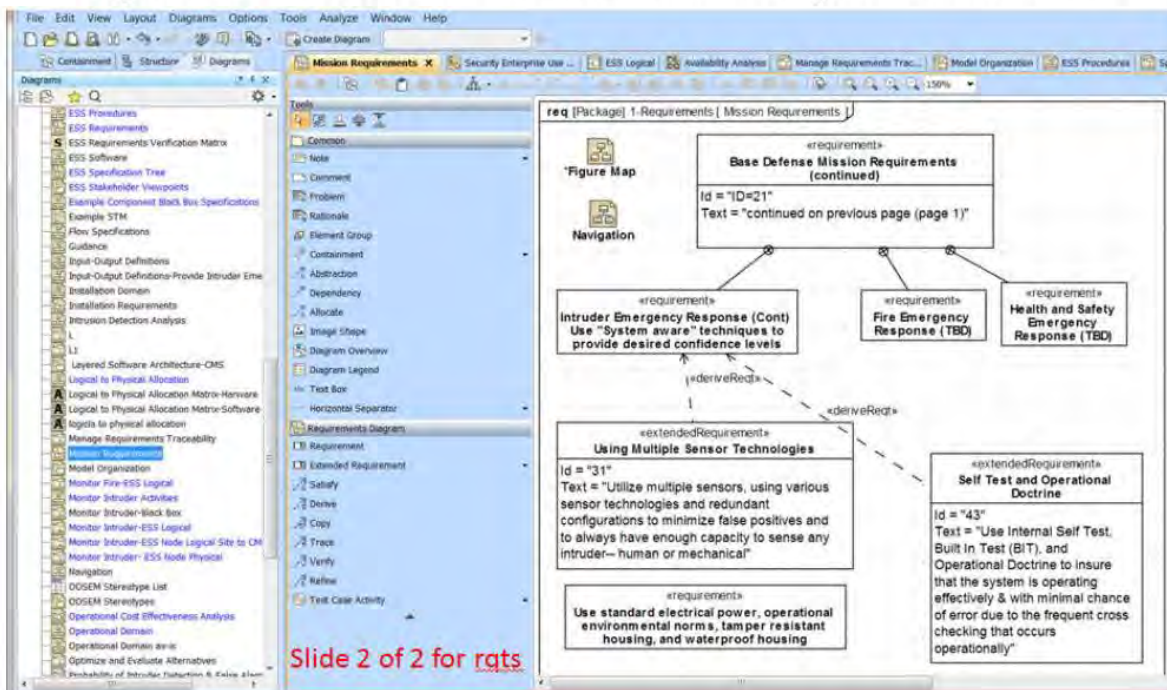 File Edit View Layout Diagrams Options Tools Analyze Window Help
Create Diagram
Containment Structure Diagrams
Mission Requirements X Security Enterprise Use ... ESS Logical Availability Analysis Manage Requirements Trac... Model Organization ESS Procedures
Diagrams
150%
ESS Procedures
ESS Requirements
S ESS Requirements Verification Matrix
ESS Software
ESS Specification Tree
ESS Stakeholder Viewpoints
Example Component Black Box Specifications
Example STM
Flow Specifications
Guidance
Input-Output Definitions
Input-Output Definitions-Provide Intruder Eme
Installation Domain
Installation Requirements
Intrusion Detection Analysis
L
L1
Layered Software Architecture-CMS
Logical to Physical Allocation
A Logical to Physical Allocation Matrix-Harware
A Logical to Physical Allocation Matrix-Software
A logicla to physical allocation
Manage Requirements Traceability
Mission Requirements
Model Organization
Monitor Fire-ESS Logical
Monitor Intruder Activities
Monitor Intruder-Black Box
Monitor Intruder-ESS Logical
Monitor Intruder-ESS Node Logical Site to CM
Monitor Intruder- ESS Node Physical
Navigation
OOSEM Stereotype List
OOSEM Stereotypes
Operational Cost Effectiveness Analysis
Operational Domain
Operational Domain as-is
Optimize and Evaluate Alternatives
Probability of Intruder Detection & False Alarm
Tools
Common
Note
Comment
Problem
Rationale
Element Group
Containment
Abstraction
Dependency
Allocate
Image Shape
Diagram Overview
Diagram Legend
Text Box
Horizontal Separator
Requirements Diagram
Requirement
Extended Requirement
Satisfy
Derive
Copy
Trace
Verify
Refine
Test Case Activity
Slide 2 of 2 for rqts
req [Package] 1-Requirements [ Mission Requirements ]
*Figure Map
Navigation
«requirement»
Base Defense Mission Requirements
(continued)
Id = "ID=21"
Text = "continued on previous page (page 1)"
«requirement»
Intruder Emergency Response (Cont)
Use "System aware" techniques to
provide desired confidence levels
«requirement»
Fire Emergency
Response (TBD)
«requirement»
Health and Safety
Emergency
Response (TBD)
«deriveReqt»
«deriveReqt»
«extendedRequirement»
Using Multiple Sensor Technologies
Id = "31"
Text = "Utilize multiple sensors, using various
sensor technologies and redundant
configurations to minimize false positives and
to always have enough capacity to sense any
intruder-- human or mechanical"
«extendedRequirement»
Self Test and Operational
Doctrine
Id = "43"
Text = "Use Internal Self Test,
Built In Test (BIT), and
Operational Doctrine to insure
that the system is operating
effectively & with minimal chance
of error due to the frequent cross
checking that occurs
operationally"
«requirement»
Use standard electrical power, operational
environmental norms, tamper resistant
housing, and waterproof housing